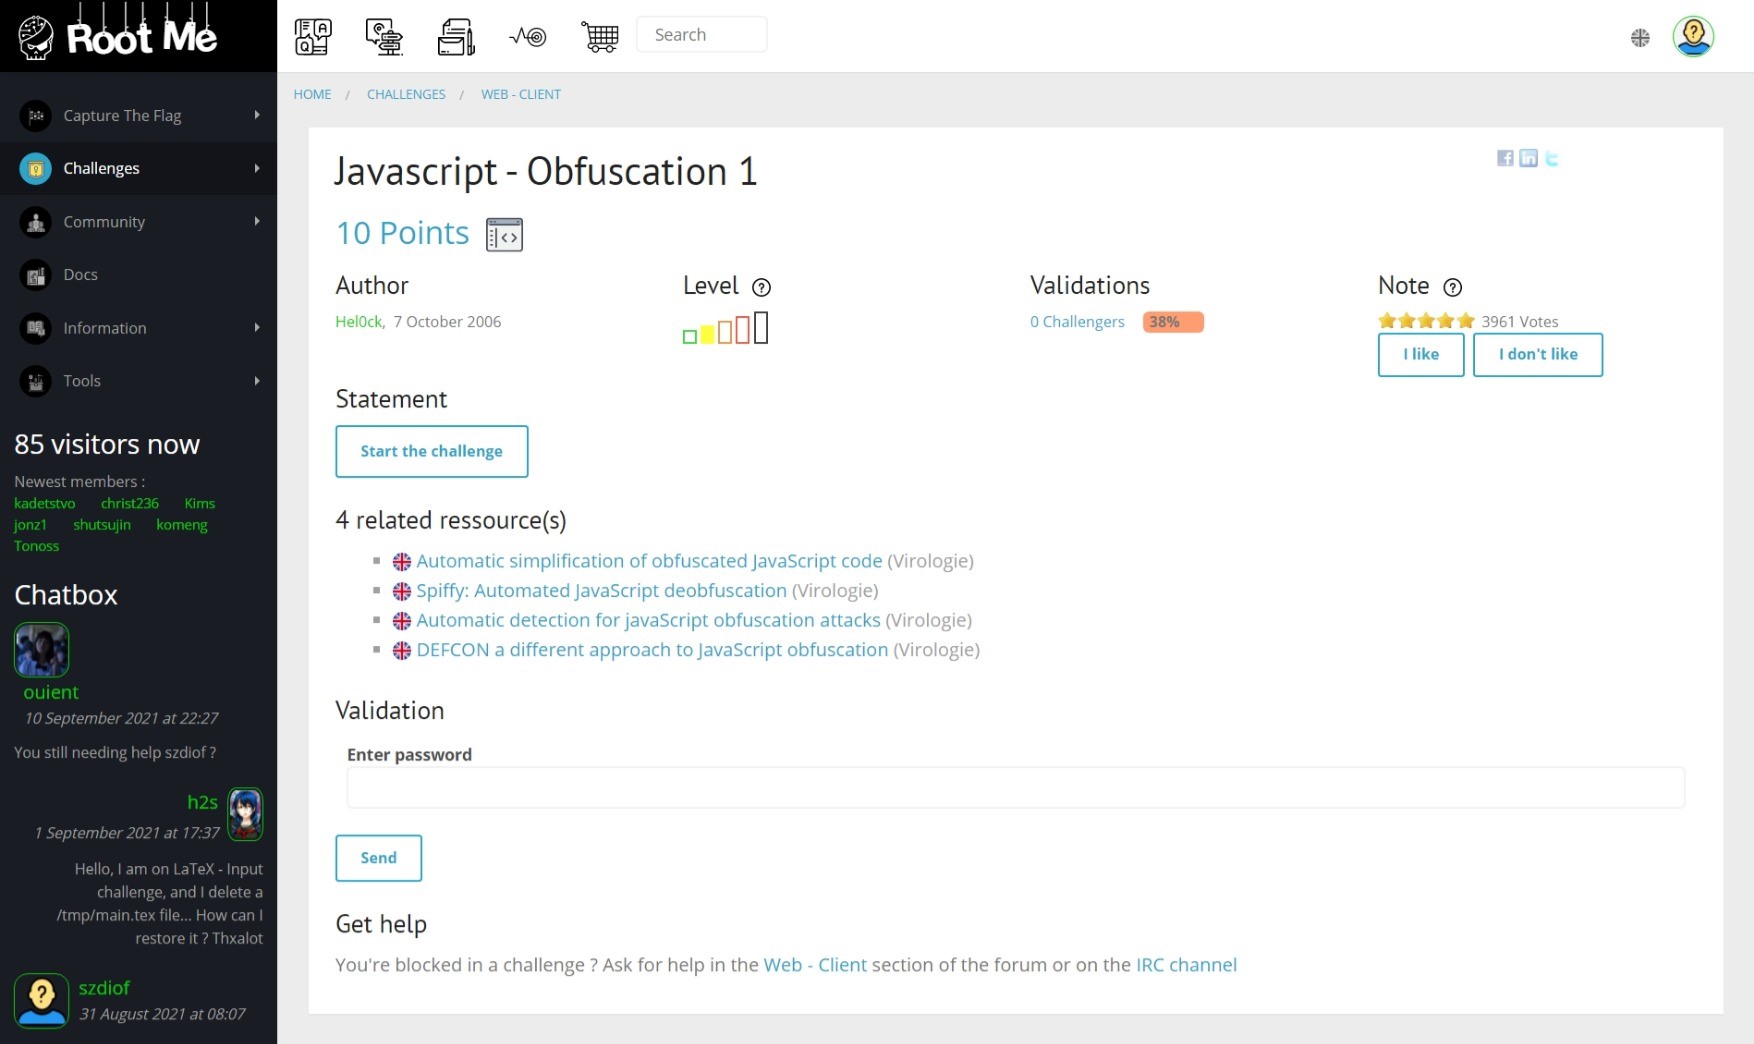 Root Me
Search
Capture The Flag
Challenges
Community
Docs
Information
Tools
85 visitors now
Newest members :
kadetstvo christ236 Kims
jonz1 shutsujin komeng
Tonoss
Chatbox
ouient
10 September 2021 at 22:27
You still needing help szdiof ?
h2s
1 September 2021 at 17:37
Hello, I am on LaTeX - Input
challenge, and I delete a
/tmp/main.tex file... How can I
restore it ? Thxalot
szdiof
31 August 2021 at 08:07
HOME / CHALLENGES / WEB - CLIENT
Javascript - Obfuscation 1
10 Points
Author
Hel0ck, 7 October 2006
Level ?
Validations
0 Challengers 38%
Note ?
3961 Votes
I like I don't like
Statement
Start the challenge
4 related ressource(s)
Automatic simplification of obfuscated JavaScript code (Virologie)
Spiffy: Automated JavaScript deobfuscation (Virologie)
Automatic detection for javaScript obfuscation attacks (Virologie)
DEFCON a different approach to JavaScript obfuscation (Virologie)
Validation
Enter password
Send
Get help
You're blocked in a challenge ? Ask for help in the Web - Client section of the forum or on the IRC channel